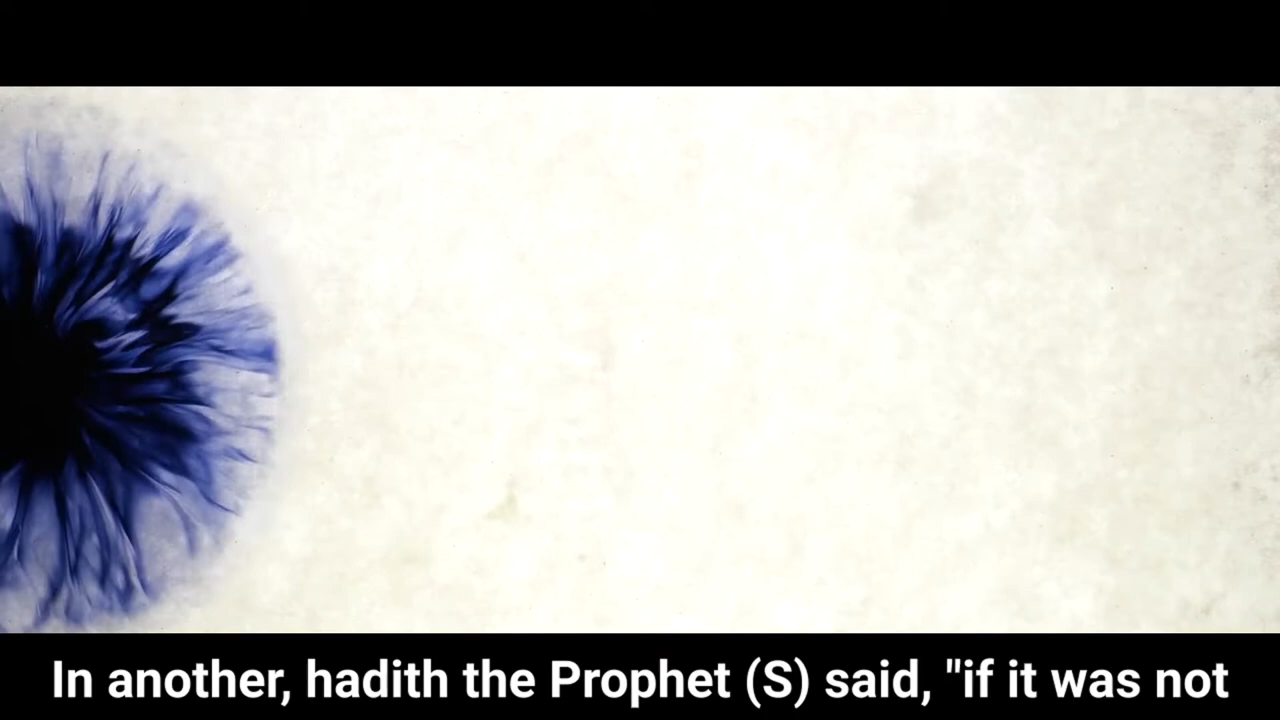 In another, hadith the Prophet (S) said, "if it was not